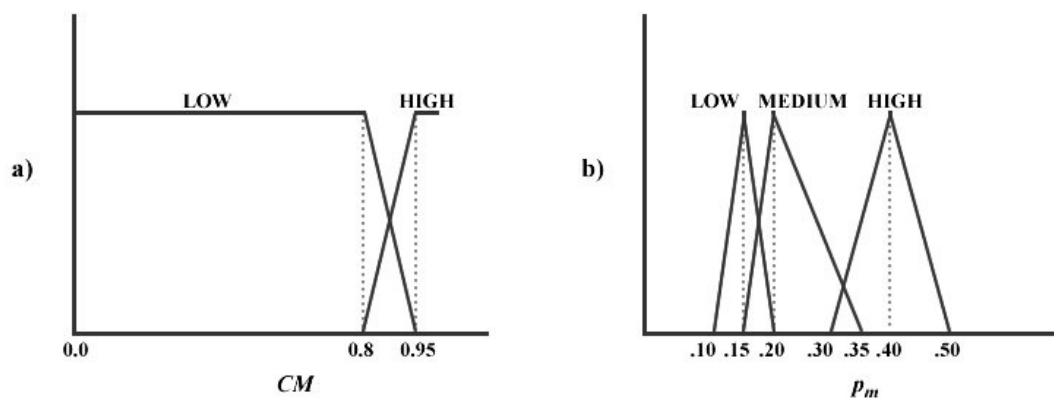 LOW HIGH
a)
0.0 0.8 0.95
CM
LOW MEDIUM HIGH
b)
.10 .15 .20 .30 .35 .40 .50
p_m